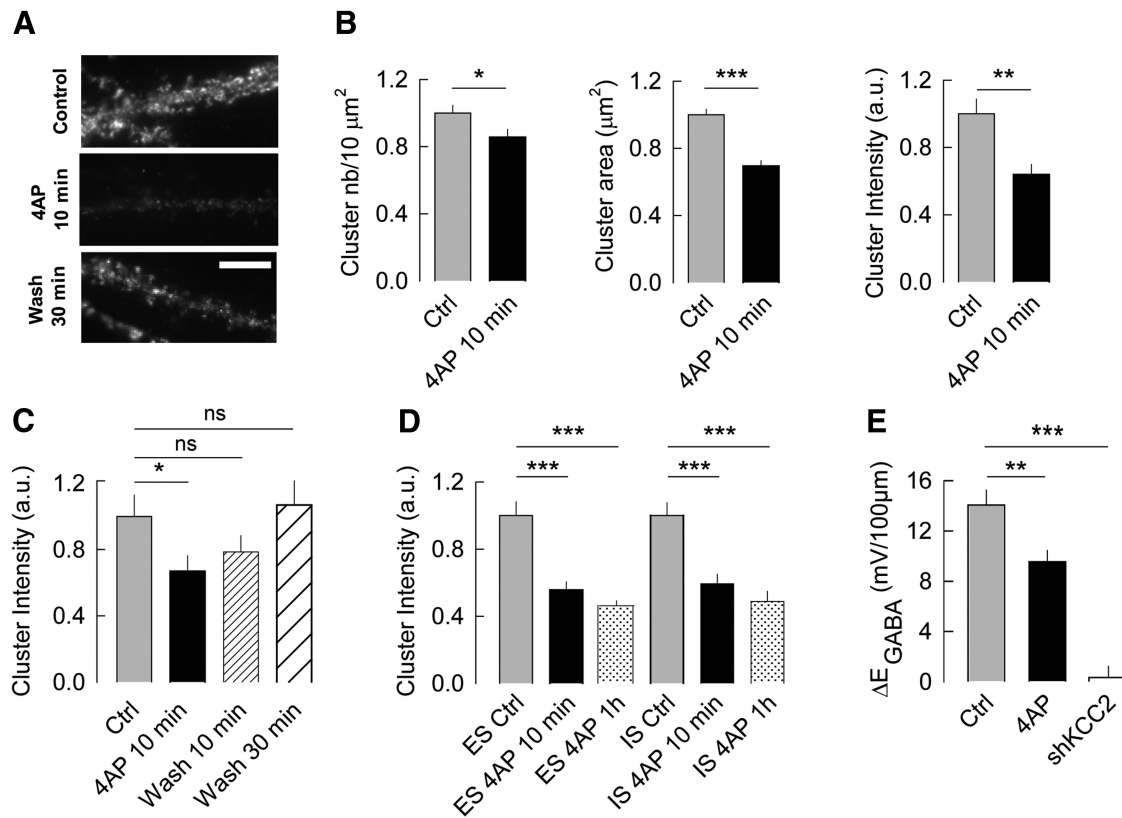 A
Control
4AP
10 min
Wash
30 min
B
Cluster nb/10 µm²
1.2
0.8
0.4
0.0
*
Ctrl
4AP 10 min
Cluster area (µm²)
1.2
0.8
0.4
0.0
***
Ctrl
4AP 10 min
Cluster Intensity (a.u.)
1.2
0.8
0.4
0.0
**
Ctrl
4AP 10 min
C
Cluster Intensity (a.u.)
1.2
0.8
0.4
0.0
ns
ns
*
Ctrl
4AP 10 min
Wash 10 min
Wash 30 min
D
Cluster Intensity (a.u.)
1.2
0.8
0.4
0.0
***
***
***
***
ES Ctrl
ES 4AP 10 min
ES 4AP 1h
IS Ctrl
IS 4AP 10 min
IS 4AP 1h
E
ΔE GABA (mV/100µm)
16
12
8
4
0
***
**
Ctrl
4AP
shKCC2